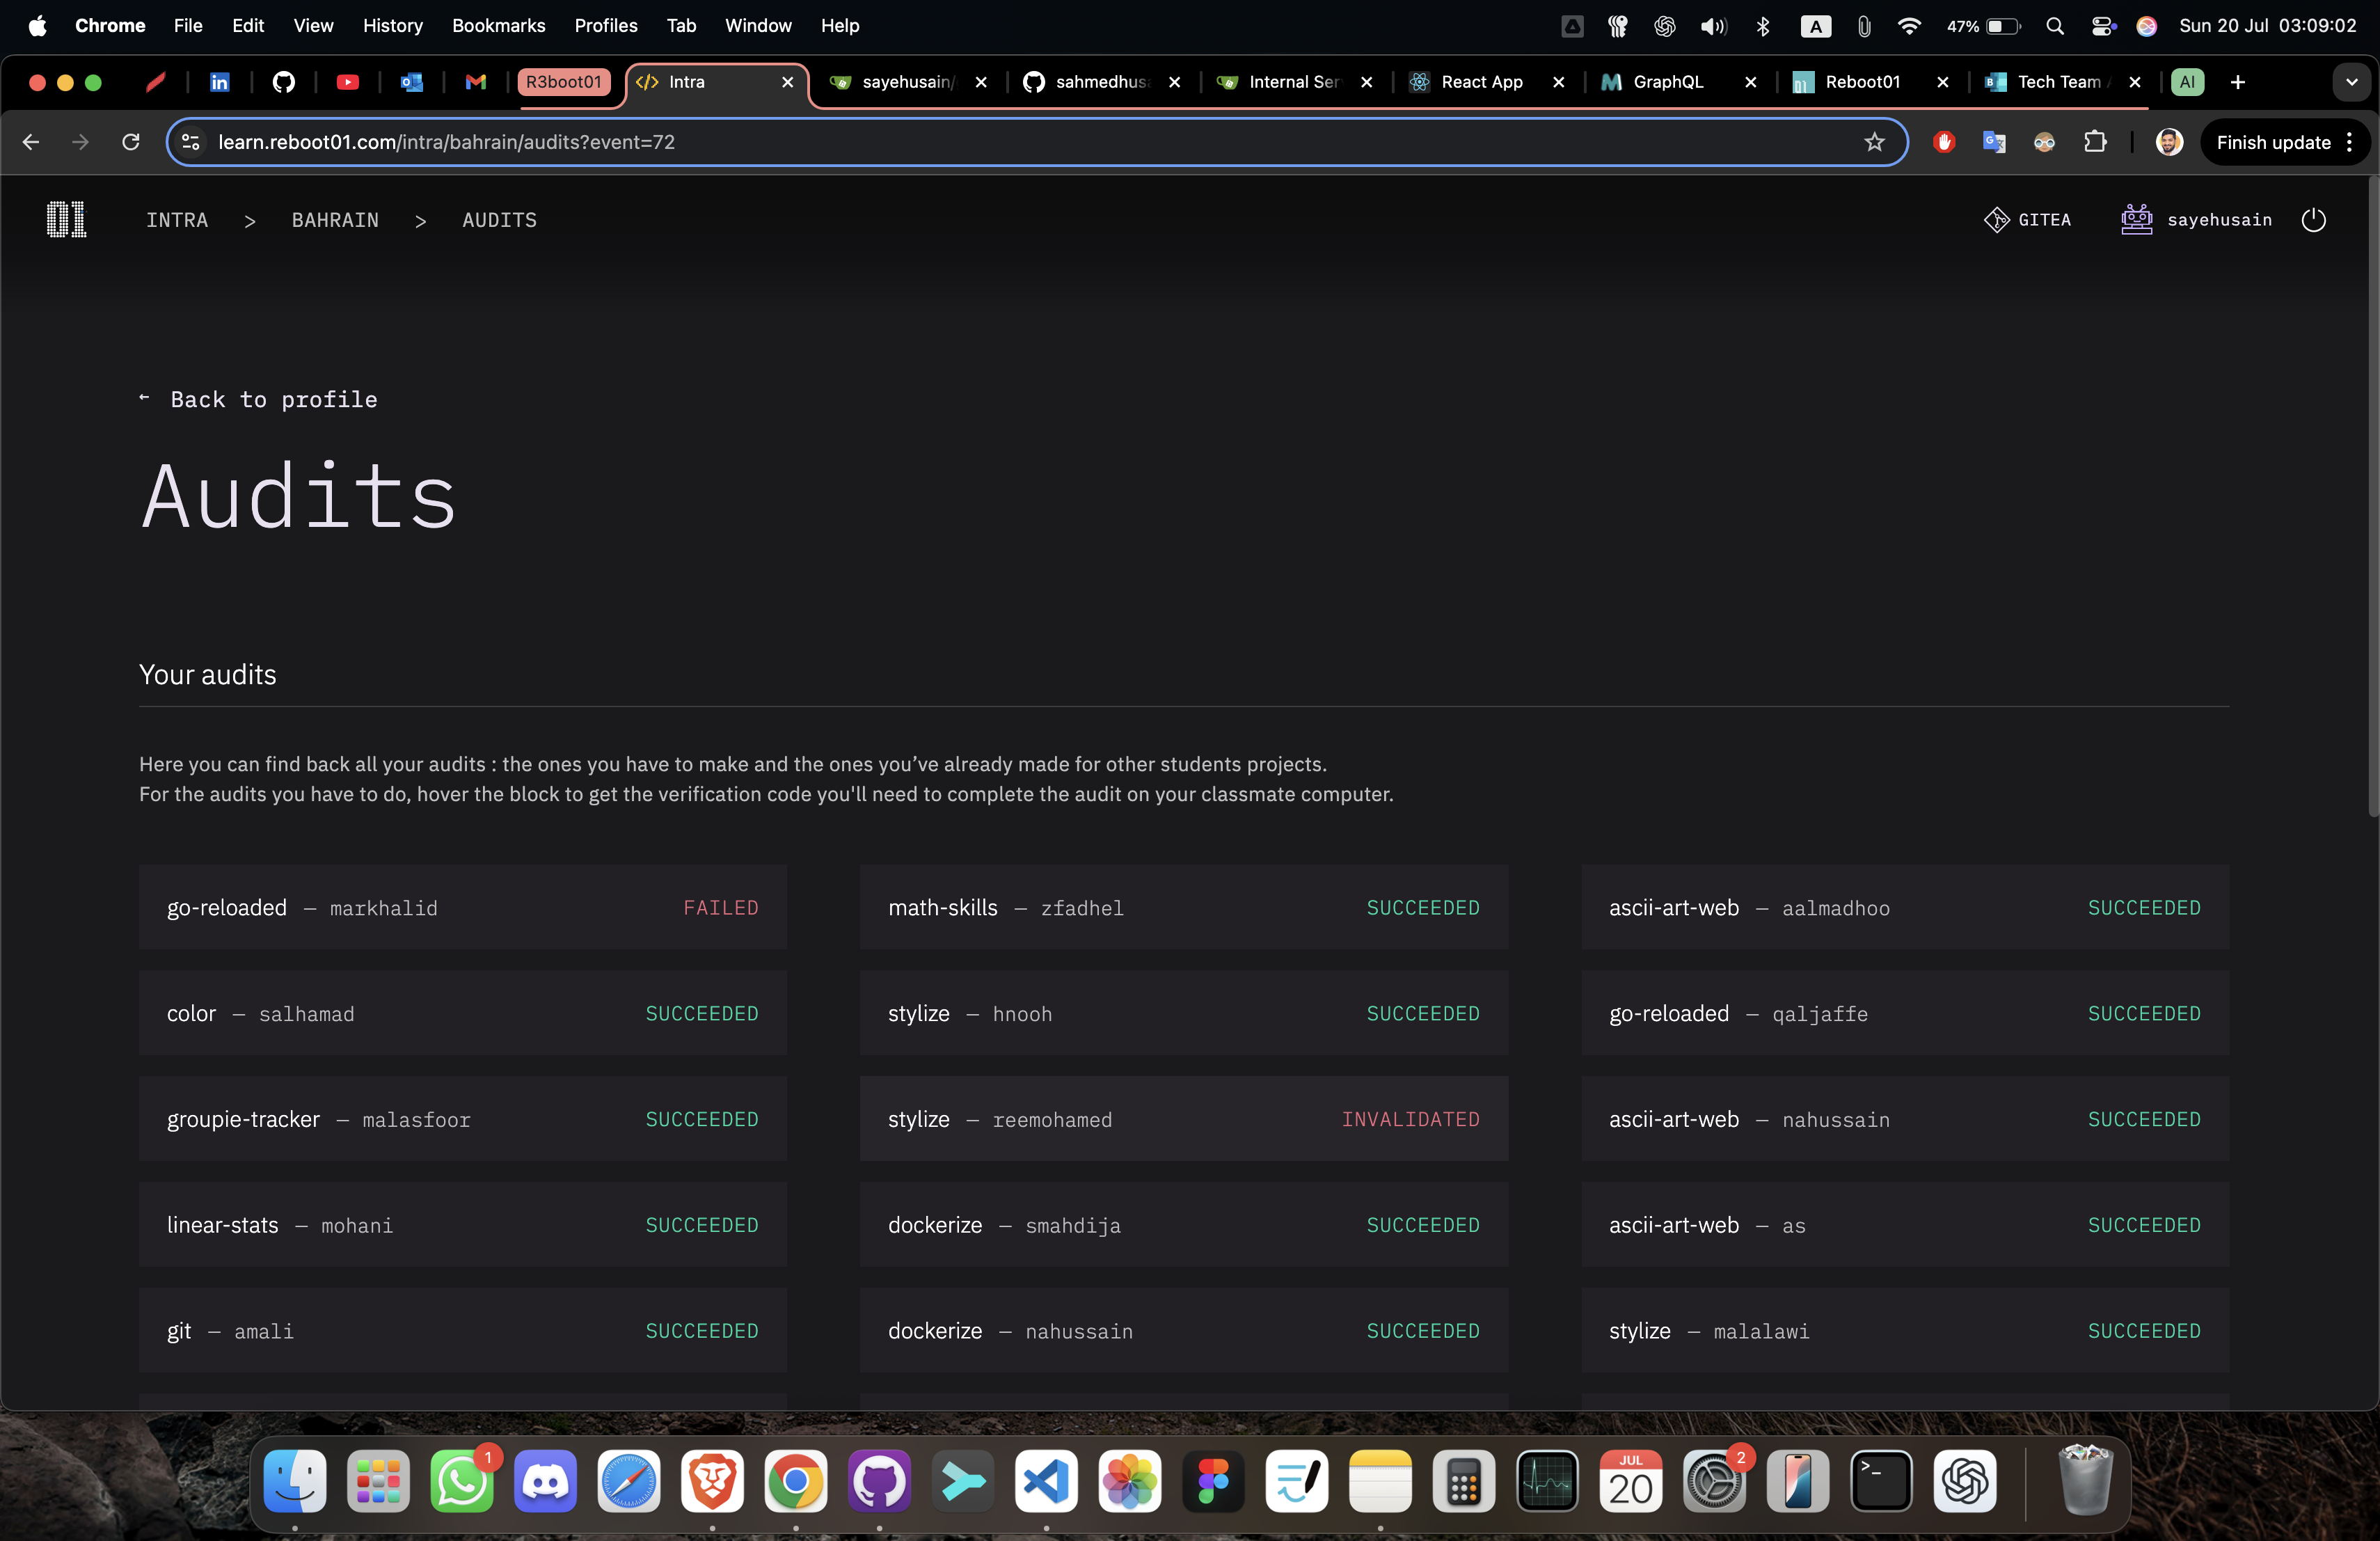 Chrome File Edit View History Bookmarks Profiles Tab Window Help A 47% Sun 20 Jul 03:09:02
R3boot01 Intra sayehusain/ sahmedhusa Internal Ser React App GraphQL Reboot01 Tech Team AI
learn.reboot01.com/intra/bahrain/audits?event=72 Finish update
01 INTRA > BAHRAIN > AUDITS GITEA sayehusain
← Back to profile
Audits
Your audits
Here you can find back all your audits : the ones you have to make and the ones you’ve already made for other students projects.
For the audits you have to do, hover the block to get the verification code you'll need to complete the audit on your classmate computer.
go-reloaded — markhalid FAILED
math-skills — zfadhel SUCCEEDED
ascii-art-web — aalmadhoo SUCCEEDED
color — salhamad SUCCEEDED
stylize — hnooh SUCCEEDED
go-reloaded — qaljaffe SUCCEEDED
groupie-tracker — malasfoor SUCCEEDED
stylize — reemohamed INVALIDATED
ascii-art-web — nahussain SUCCEEDED
linear-stats — mohani SUCCEEDED
dockerize — smahdija SUCCEEDED
ascii-art-web — as SUCCEEDED
git — amali SUCCEEDED
dockerize — nahussain SUCCEEDED
stylize — malalawi SUCCEEDED
1 JUL 20 2